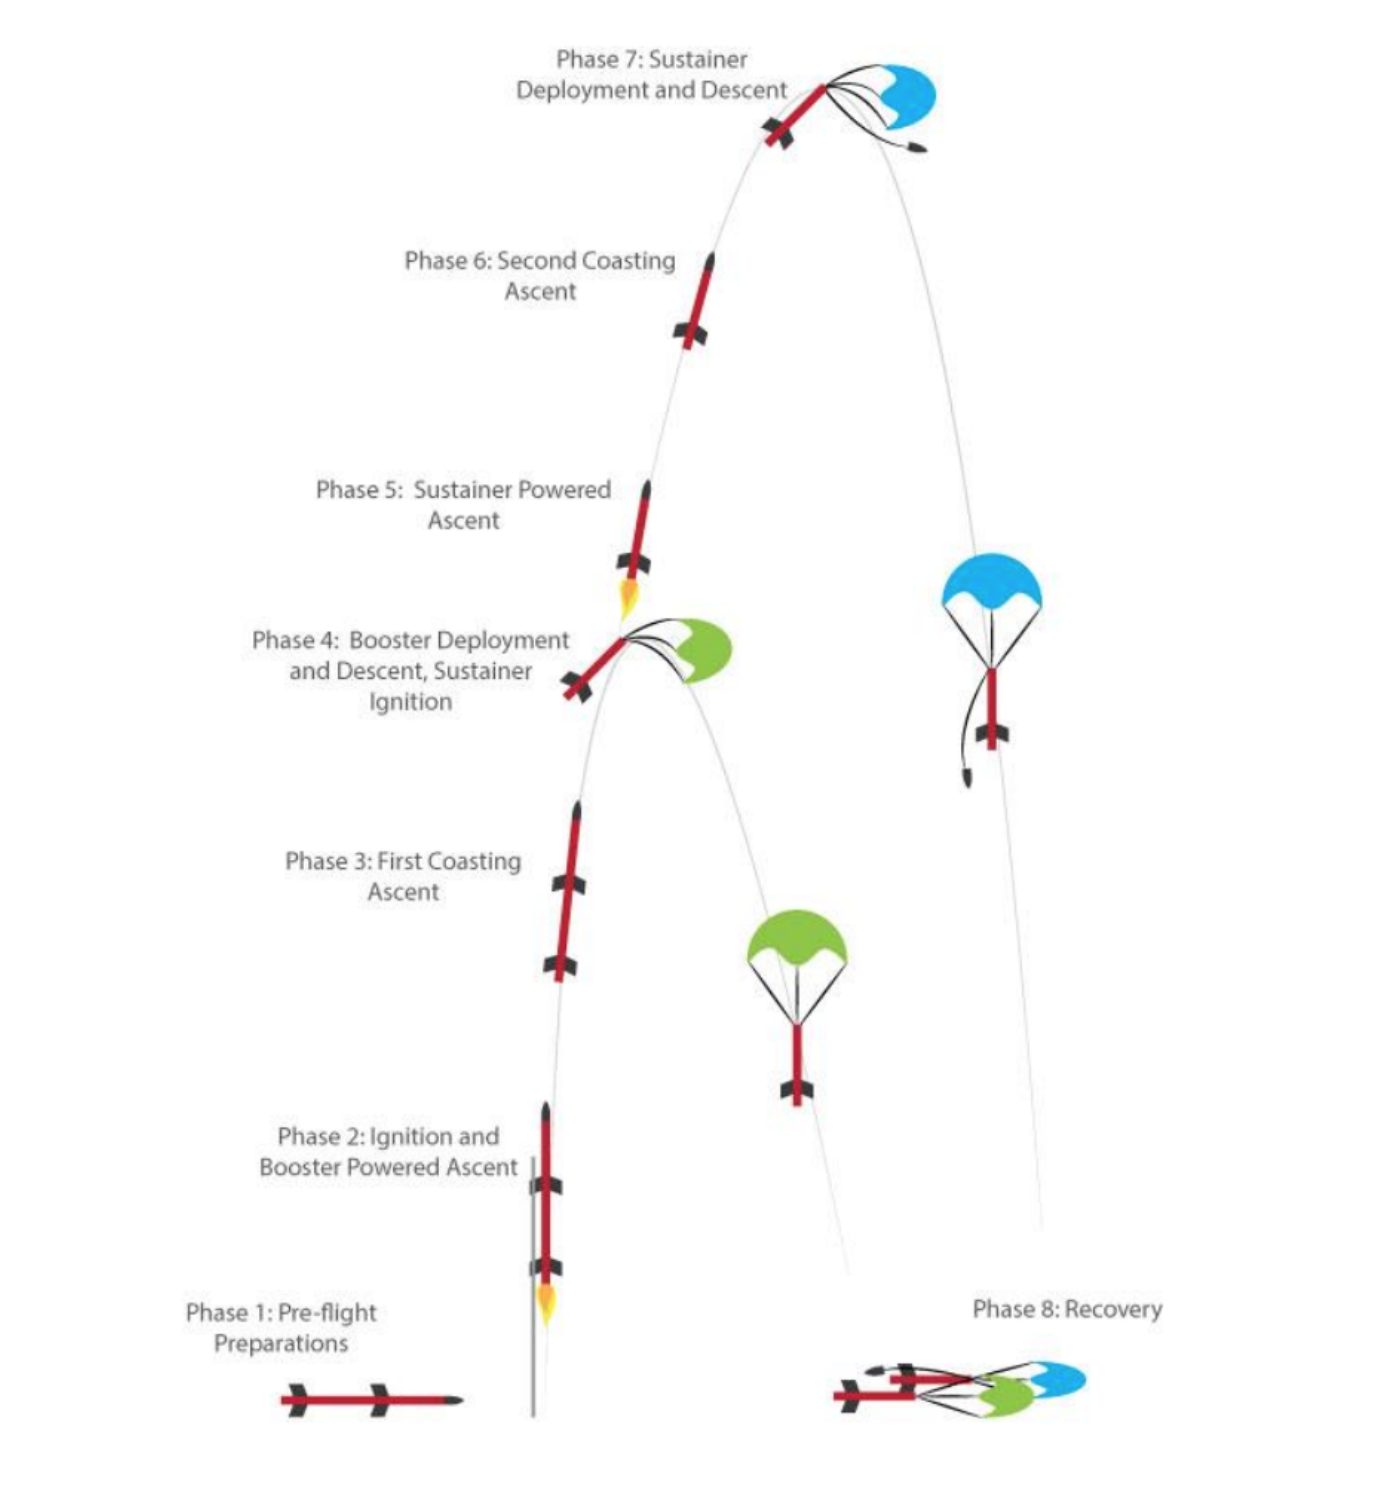 Phase 7: Sustainer
Deployment and Descent
Phase 6: Second Coasting
Ascent
Phase 5: Sustainer Powered
Ascent
Phase 4: Booster Deployment
and Descent, Sustainer
Ignition
Phase 3: First Coasting
Ascent
Phase 2: Ignition and
Booster Powered Ascent
Phase 1: Pre-flight
Preparations
Phase 8: Recovery